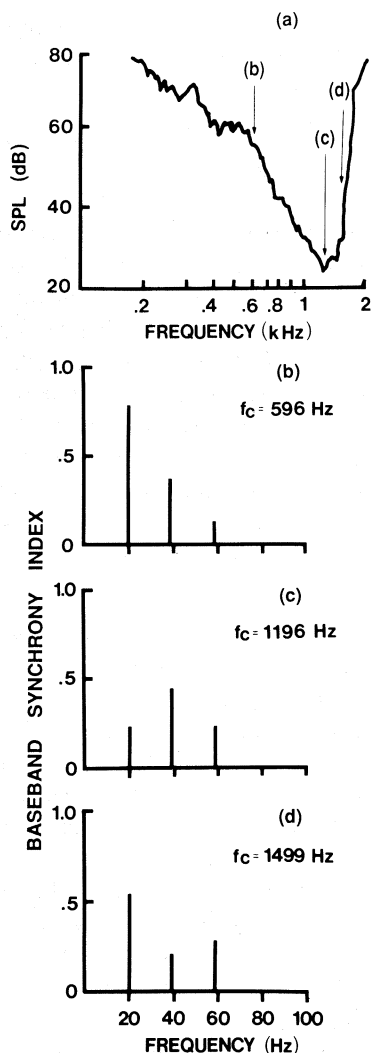 (a)
80
60
40
20
SPL (dB)
(b)
(c)
(d)
.2 .4 .6 .8 1 2
FREQUENCY (kHz)
(b)
fc = 596 Hz
1.0
.5
0
(c)
fc = 1196 Hz
1.0
.5
0
(d)
fc = 1499 Hz
1.0
.5
0
BASEBAND SYNCHRONY INDEX
20 40 60 80 100
FREQUENCY (Hz)